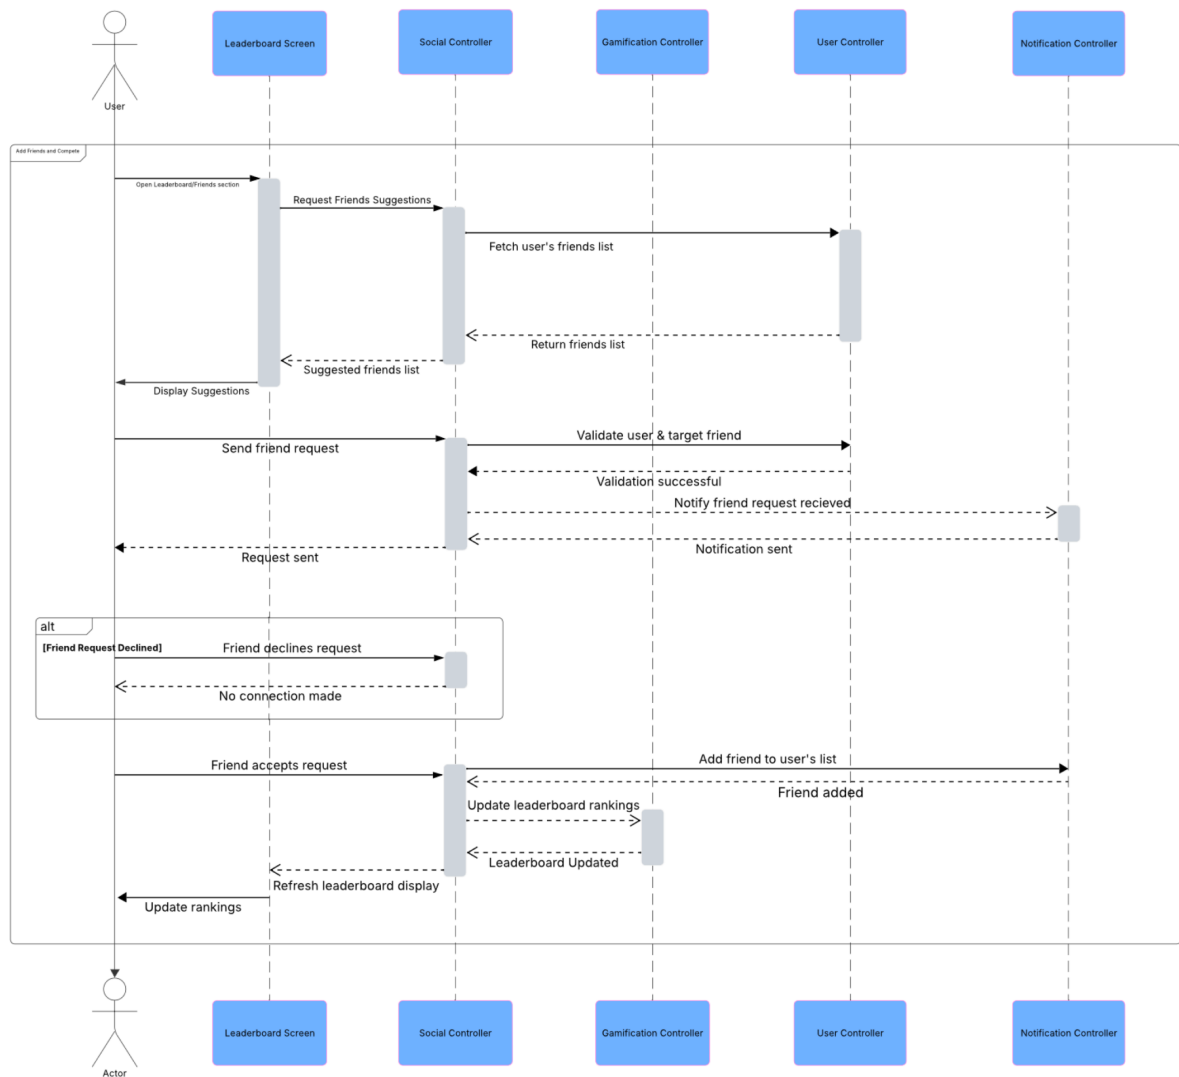 Leaderboard Screen
Social Controller
Gamification Controller
User Controller
Notification Controller
User
Add Friends and Compete
Open Leaderboard/Friends section
Request Friends Suggestions
Fetch user's friends list
Return friends list
Suggested friends list
Display Suggestions
Validate user & target friend
Send friend request
Validation successful
Notify friend request recieved
Notification sent
Request sent
alt
[Friend Request Declined]
Friend declines request
No connection made
Add friend to user's list
Friend accepts request
Friend added
Update leaderboard rankings
Leaderboard Updated
Refresh leaderboard display
Update rankings
Leaderboard Screen
Social Controller
Gamification Controller
User Controller
Notification Controller
Actor